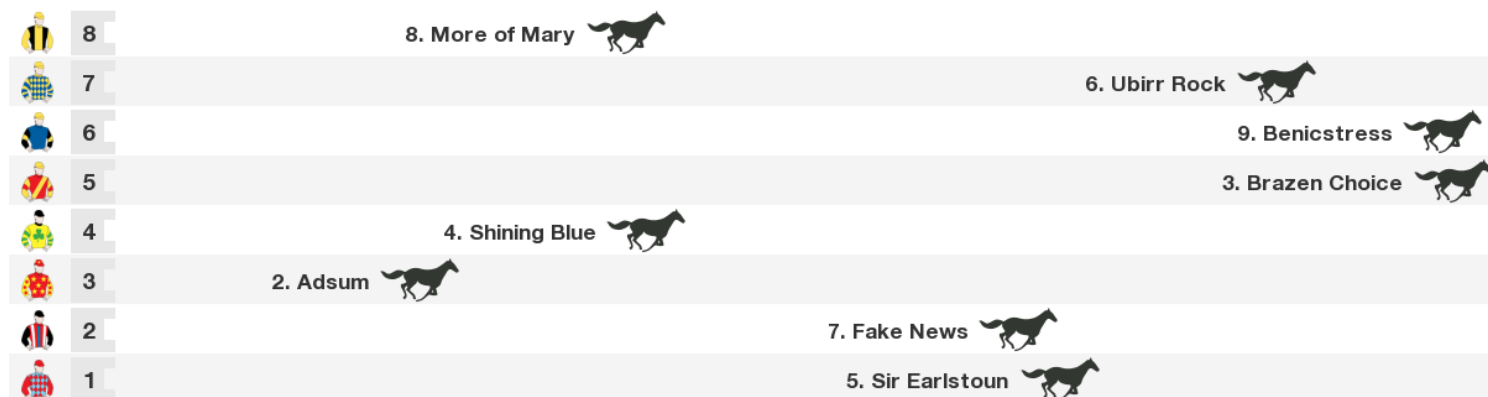 8 8. More of Mary
7 6. Ubirr Rock
6 9. Benicstress
5 3. Brazen Choice
4 4. Shining Blue
3 2. Adsum
2 7. Fake News
1 5. Sir Earlstoun